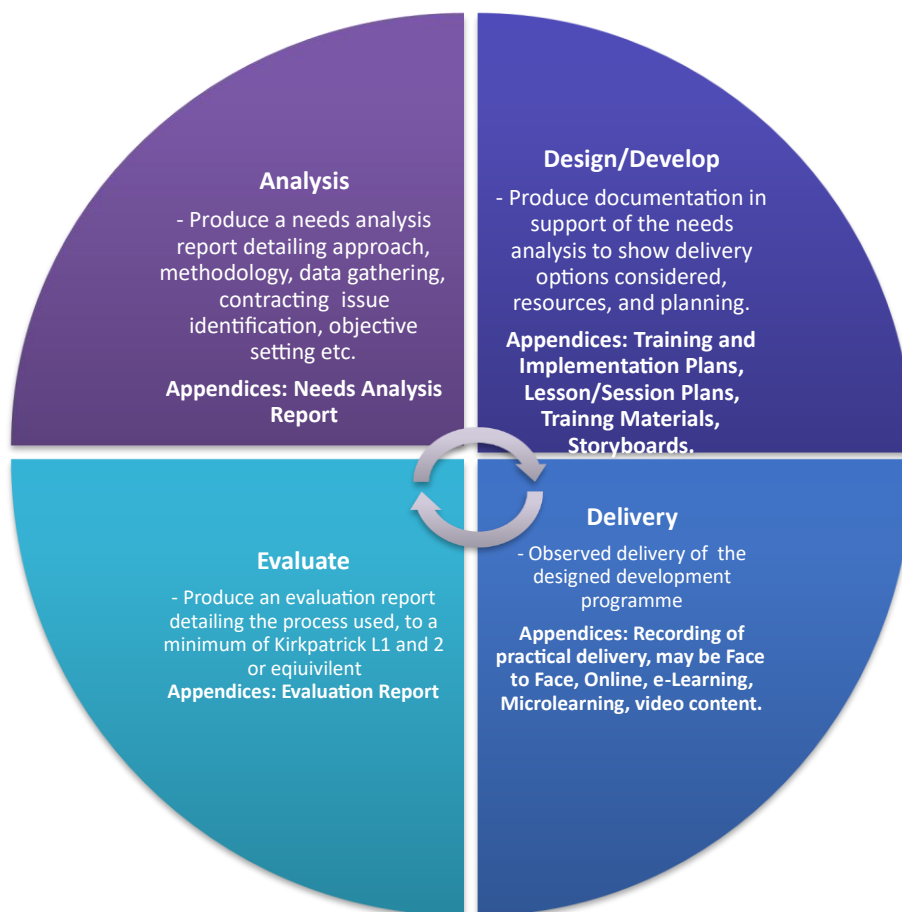 Analysis
- Produce a needs analysis
report detailing approach,
methodology, data gathering,
contracting  issue
identification, objective
setting etc.
Appendices: Needs Analysis
Report
Design/Develop
- Produce documentation in
support of the needs
analysis to show delivery
options considered,
resources, and planning.
Appendices: Training and
Implementation Plans,
Lesson/Session Plans,
Trainng Materials,
Storyboards.
Evaluate
- Produce an evaluation report
detailing the process used, to a
minimum of Kirkpatrick L1 and 2
or eqiuivilent
Appendices: Evaluation Report
Delivery
- Observed delivery of  the
designed development
programme
Appendices: Recording of
practical delivery, may be Face
to Face, Online, e-Learning,
Microlearning, video content.